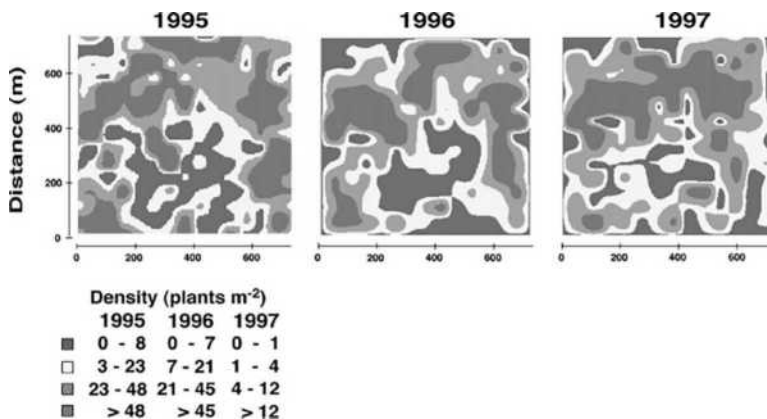 1995 1996 1997
Distance (m)
600
400
200
0
0 200 400 600
0 200 400 600
0 200 400 600
Density (plants m-2)
1995 1996 1997
0 - 8 0 - 7 0 - 1
3 - 23 7 - 21 1 - 4
23 - 48 21 - 45 4 - 12
> 48 > 45 > 12